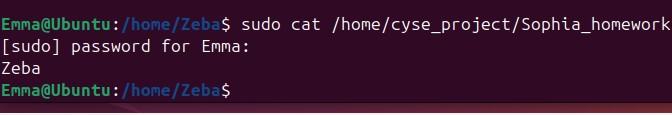 Emma@Ubuntu:/home/Zeba$ sudo cat /home/cyse_project/Sophia_homework
[sudo] password for Emma:
Zeba
Emma@Ubuntu:/home/Zeba$